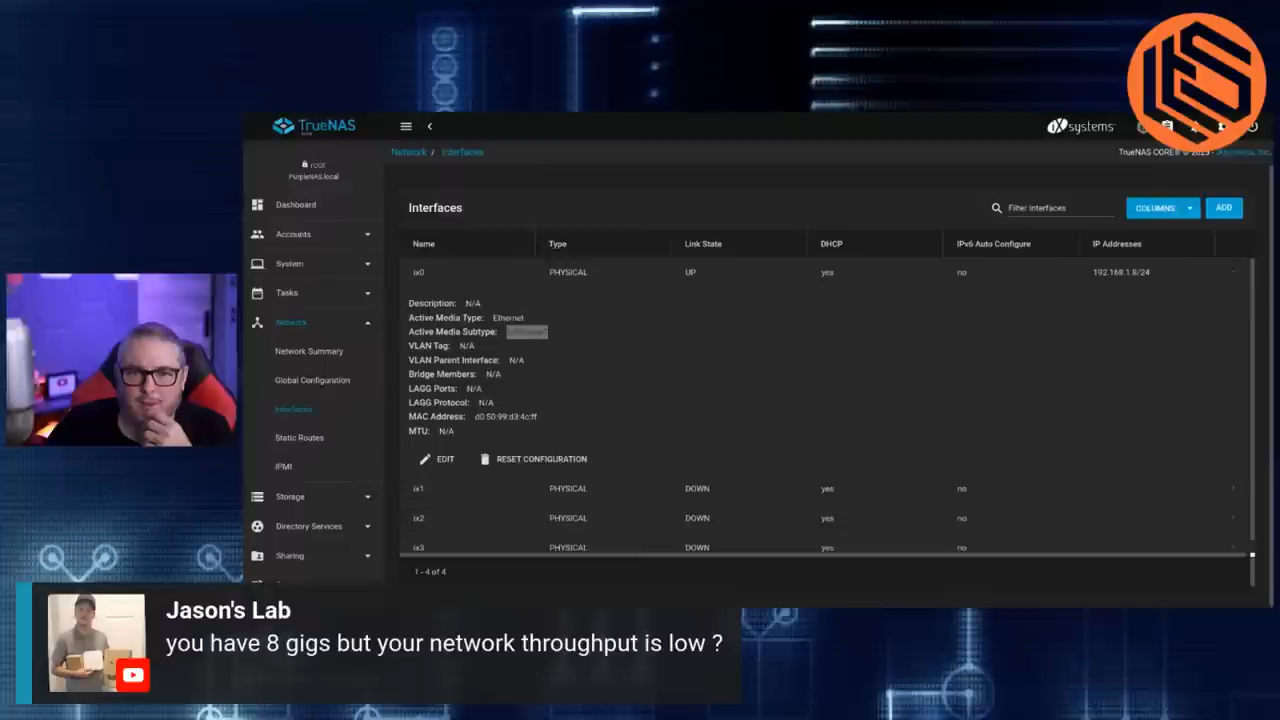 TrueNAS
CORE
iXsystems
root
PurpleNAS.local
Network / Interfaces
TrueNAS CORE® © 2023 -
Dashboard
Accounts
System
Tasks
Network
Network Summary
Global Configuration
Interfaces
Static Routes
IPMI
Storage
Directory Services
Sharing
Interfaces
Filter Interfaces
COLUMNS
ADD
Name Type Link State DHCP IPv6 Auto Configure IP Addresses
ix0 PHYSICAL UP yes no 192.168.1.8/24
Description: N/A
Active Media Type: Ethernet
Active Media Subtype:
VLAN Tag: N/A
VLAN Parent Interface: N/A
Bridge Members: N/A
LAGG Ports: N/A
LAGG Protocol: N/A
MAC Address: d0:50:99:d3:4c:ff
MTU: N/A
EDIT RESET CONFIGURATION
ix1 PHYSICAL DOWN yes no
ix2 PHYSICAL DOWN yes no
ix3 PHYSICAL DOWN yes no
1 - 4 of 4
Jason's Lab
you have 8 gigs but your network throughput is low ?